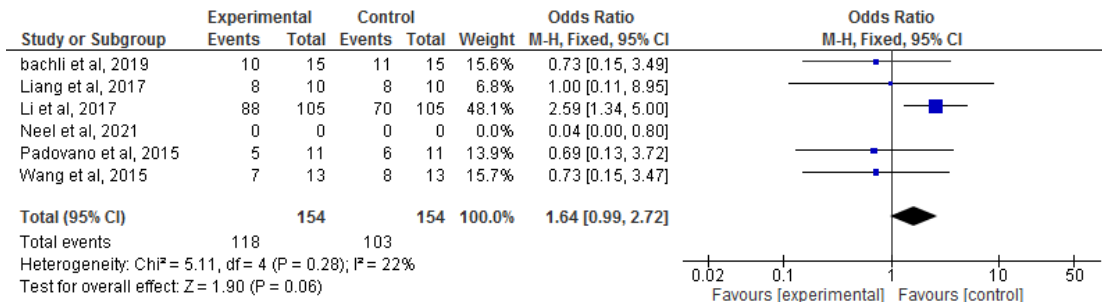 Experimental Control Odds Ratio Odds Ratio
Study or Subgroup Events Total Events Total Weight M-H, Fixed, 95% CI M-H, Fixed, 95% CI
bachli et al, 2019 10 15 11 15 15.6% 0.73 [0.15, 3.49]
Liang et al, 2017 8 10 8 10 6.8% 1.00 [0.11, 8.95]
Li et al, 2017 88 105 70 105 48.1% 2.59 [1.34, 5.00]
Neel et al, 2021 0 0 0 0 0.0% 0.04 [0.00, 0.80]
Padovano et al, 2015 5 11 6 11 13.9% 0.69 [0.13, 3.72]
Wang et al, 2015 7 13 8 13 15.7% 0.73 [0.15, 3.47]
Total (95% CI) 154 154 100.0% 1.64 [0.99, 2.72]
Total events 118 103
Heterogeneity: Chi² = 5.11, df = 4 (P = 0.28); I² = 22%
Test for overall effect: Z = 1.90 (P = 0.06)
0.02 0.1 1 10 50
Favours [experimental] Favours [control]